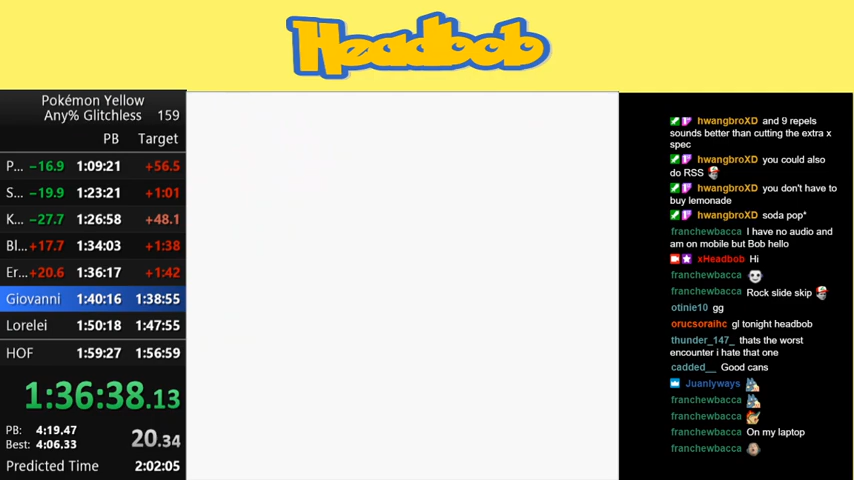 Headbob
Pokémon Yellow
Any% Glitchless 159
PB Target
P... −16.9 1:09:21 +56.5
S... −19.9 1:23:21 +1:01
K... −27.7 1:26:58 +48.1
Bl... +17.7 1:34:03 +1:38
Er... +20.6 1:36:17 +1:42
Giovanni 1:40:16 1:38:55
Lorelei 1:50:18 1:47:55
HOF 1:59:27 1:56:59
1:36:38.13
PB: 4:19.47
Best: 4:06.33
20.34
Predicted Time 2:02:05
hwangbroXD and 9 repels
sounds better than cutting the extra x
spec
hwangbroXD you could also
do RSS
hwangbroXD you don't have to
buy lemonade
hwangbroXD soda pop*
franchewbacca I have no audio and
am on mobile but Bob hello
xHeadbob Hi
franchewbacca
franchewbacca Rock slide skip
otinie10 gg
orucsoraihc gl tonight headbob
thunder_147_ thats the worst
encounter i hate that one
cadded__ Good cans
Juanlyways
franchewbacca
franchewbacca
franchewbacca On my laptop
franchewbacca